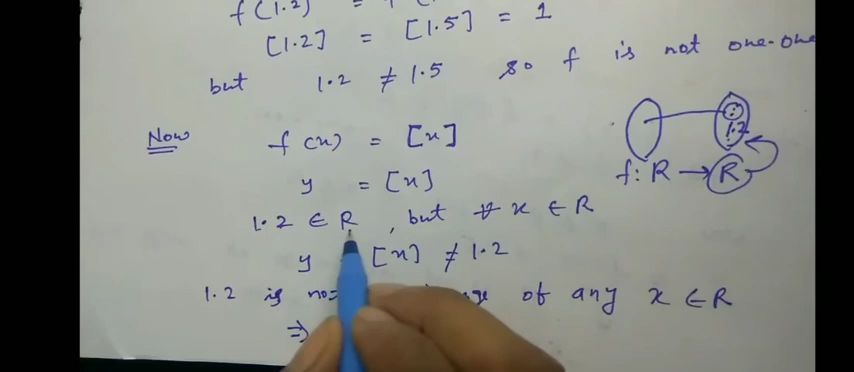 f(1.2)
[1.2] = [1.5] = 1
but 1.2 ≠ 1.5 so f is not one-one
Now f(x) = [x]
1.2
y = [x]
f: R → R
1.2 ∈ R, but ∀ x ∈ R
y [x] ≠ 1.2
1.2 is of any x ∈ R
⇒